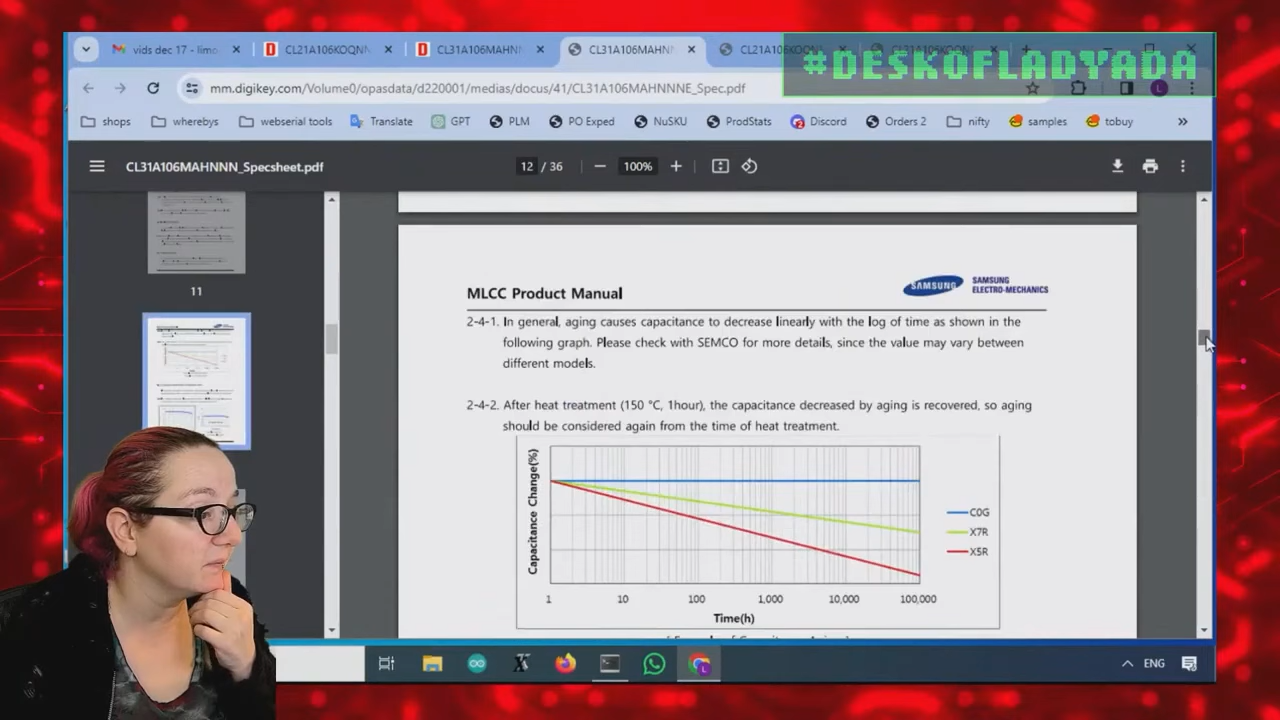 #DESKOFLADYADA
vids dec 17 - limo
CL21A106KOQNN
CL31A106MAHNN
CL31A106MAHNN
mm.digikey.com/Volume0/opasdata/d220001/medias/docus/41/CL31A106MAHNNNE_Spec.pdf
shops
wherebys
webserial tools
Translate
GPT
PLM
PO Exped
NuSKU
ProdStats
Discord
Orders 2
nifty
samples
tobuy
CL31A106MAHNNN_Specsheet.pdf
12 / 36
100%
11
MLCC Product Manual
SAMSUNG
SAMSUNG
ELECTRO-MECHANICS
2-4-1. In general, aging causes capacitance to decrease linearly with the log of time as shown in the
following graph. Please check with SEMCO for more details, since the value may vary between
different models.
2-4-2. After heat treatment (150 °C, 1hour), the capacitance decreased by aging is recovered, so aging
should be considered again from the time of heat treatment.
Capacitance Change(%)
C0G
X7R
X5R
1 10 100 1,000 10,000 100,000
Time(h)
ENG